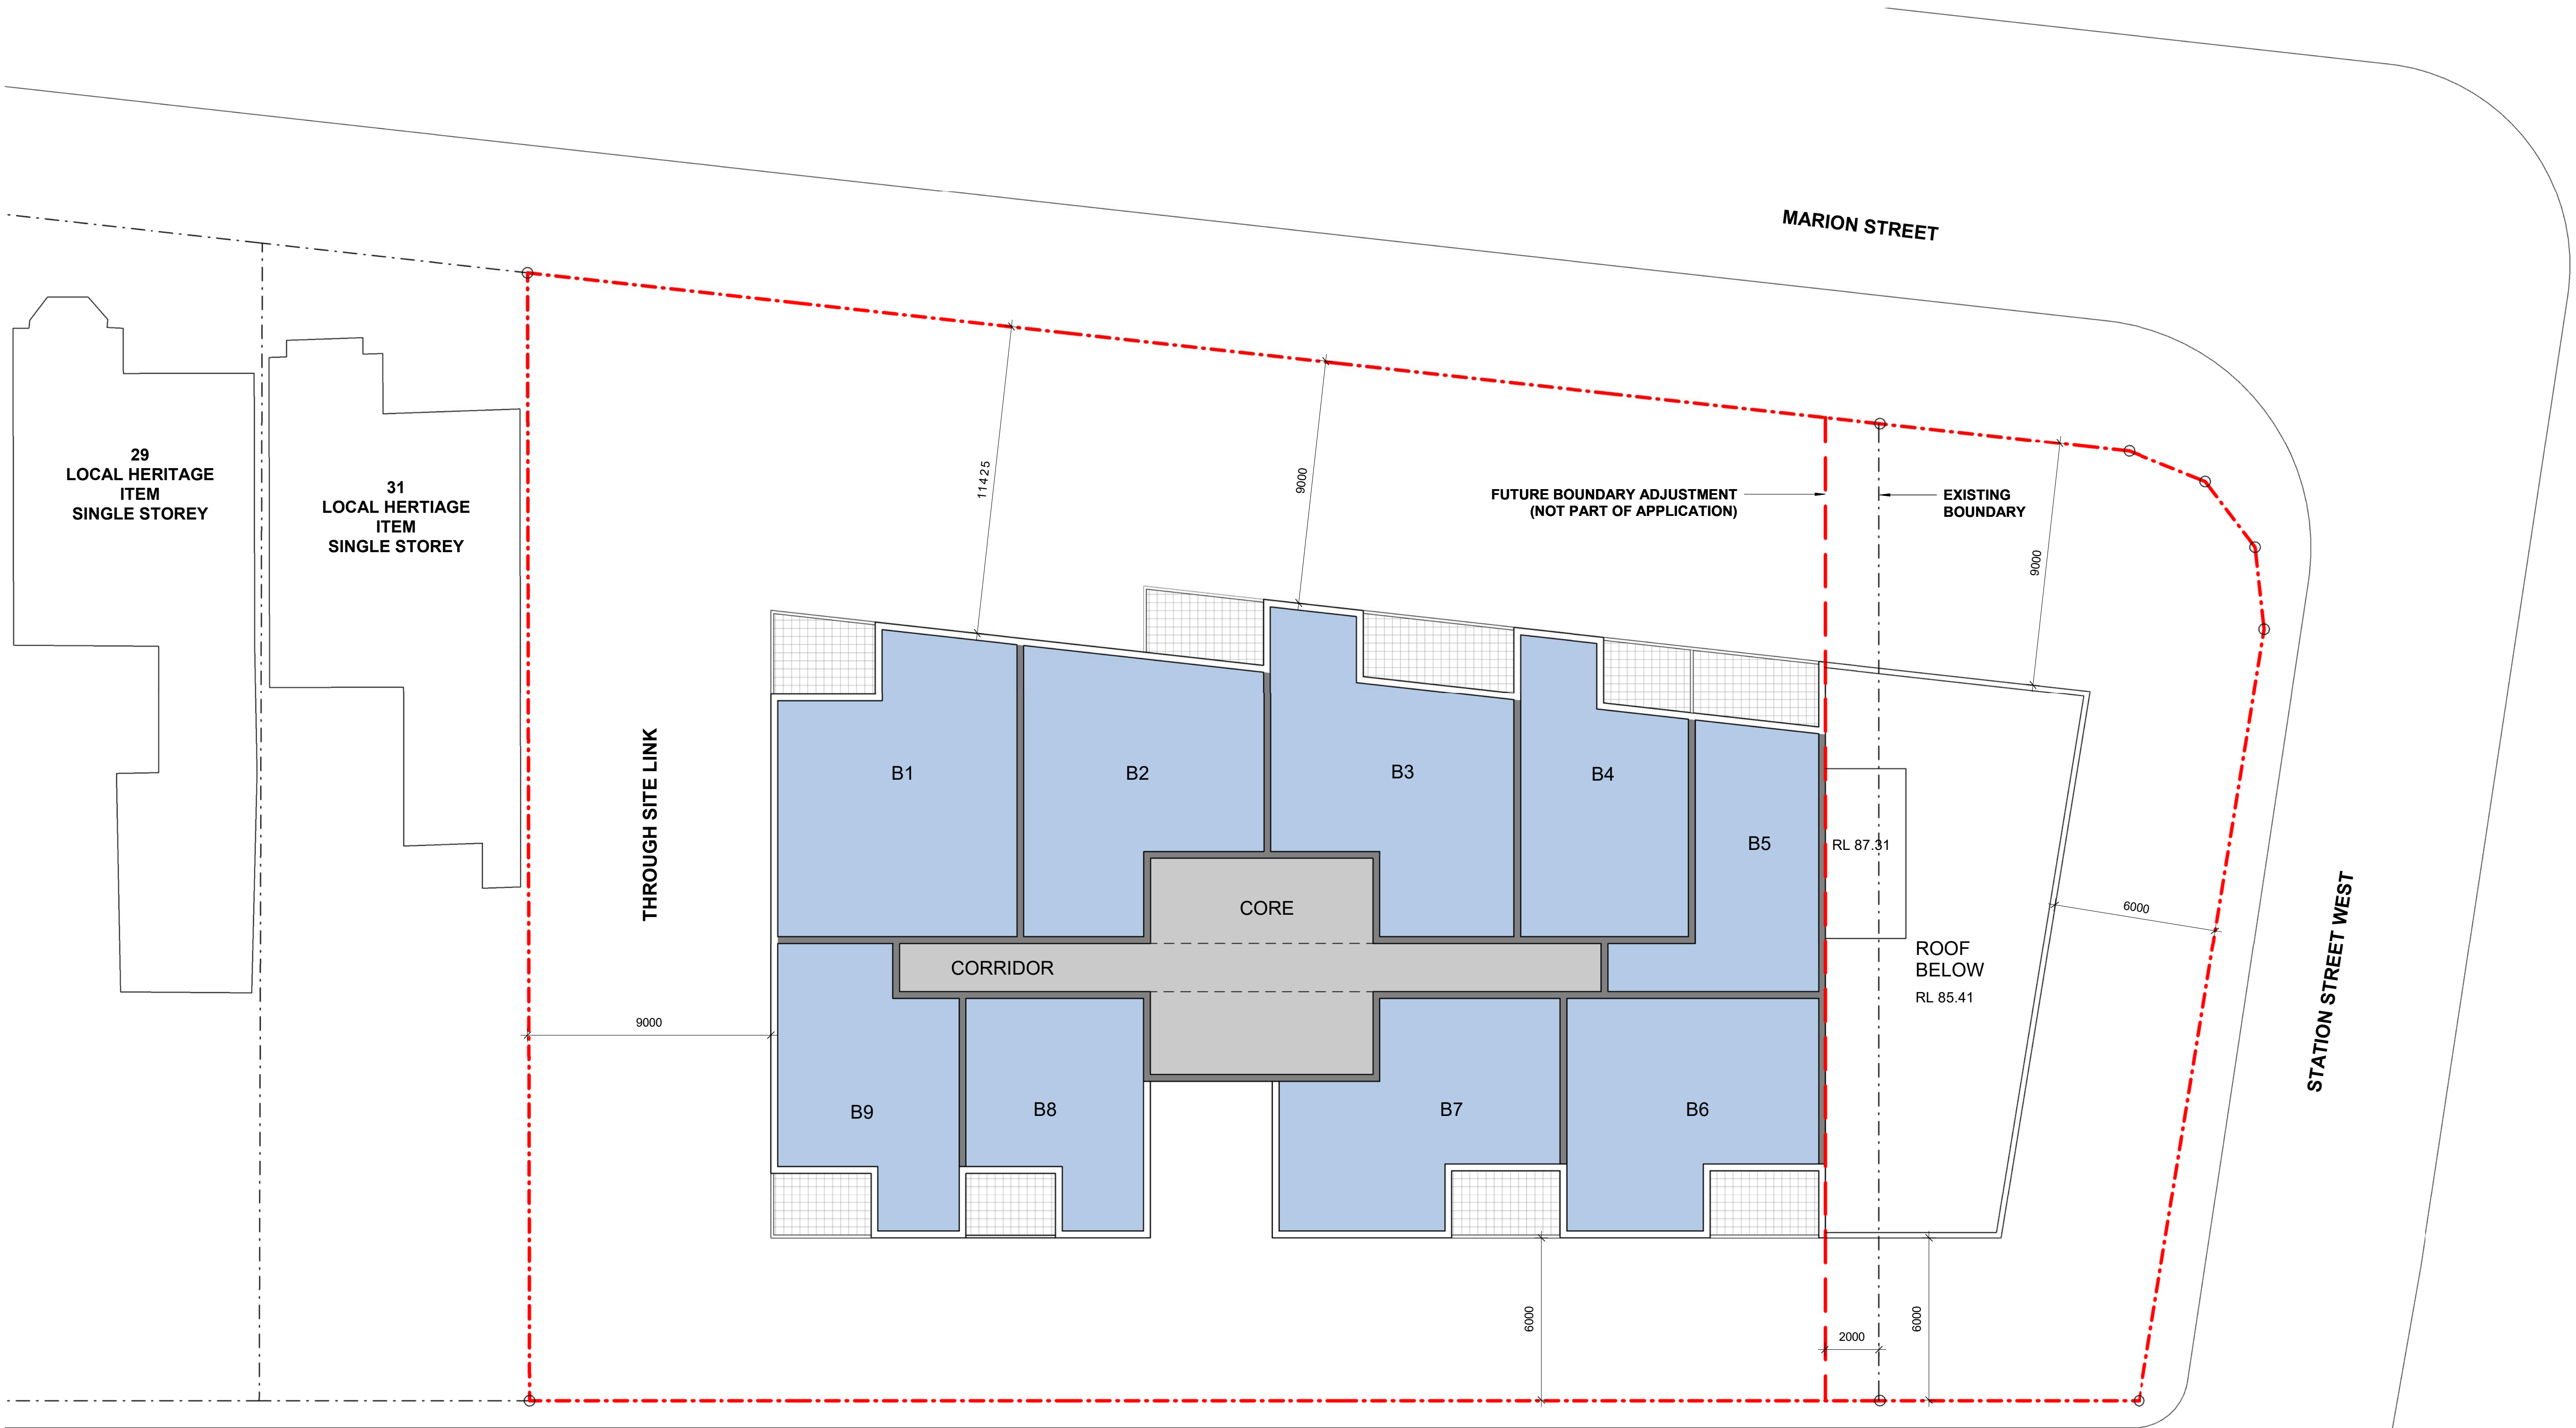 MARION STREET
29
LOCAL HERITAGE
ITEM
SINGLE STOREY
31
LOCAL HERTIAGE
ITEM
SINGLE STOREY
11425
9000
FUTURE BOUNDARY ADJUSTMENT
(NOT PART OF APPLICATION)
EXISTING
BOUNDARY
9000
THROUGH SITE LINK
B1
B2
B3
B4
B5
RL 87.31
CORE
6000
CORRIDOR
ROOF
BELOW
RL 85.41
STATION STREET WEST
9000
B9
B8
B7
B6
6000
2000
6000